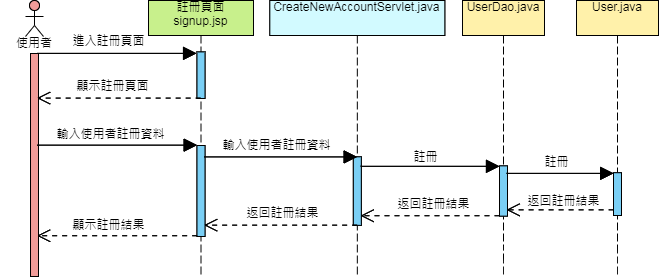 註冊頁面
signup.jsp
CreateNewAccountServlet.java
UserDao.java
User.java
使用者
進入註冊頁面
顯示註冊頁面
輸入使用者註冊資料
輸入使用者註冊資料
註冊
註冊
返回註冊結果
返回註冊結果
返回註冊結果
顯示註冊結果